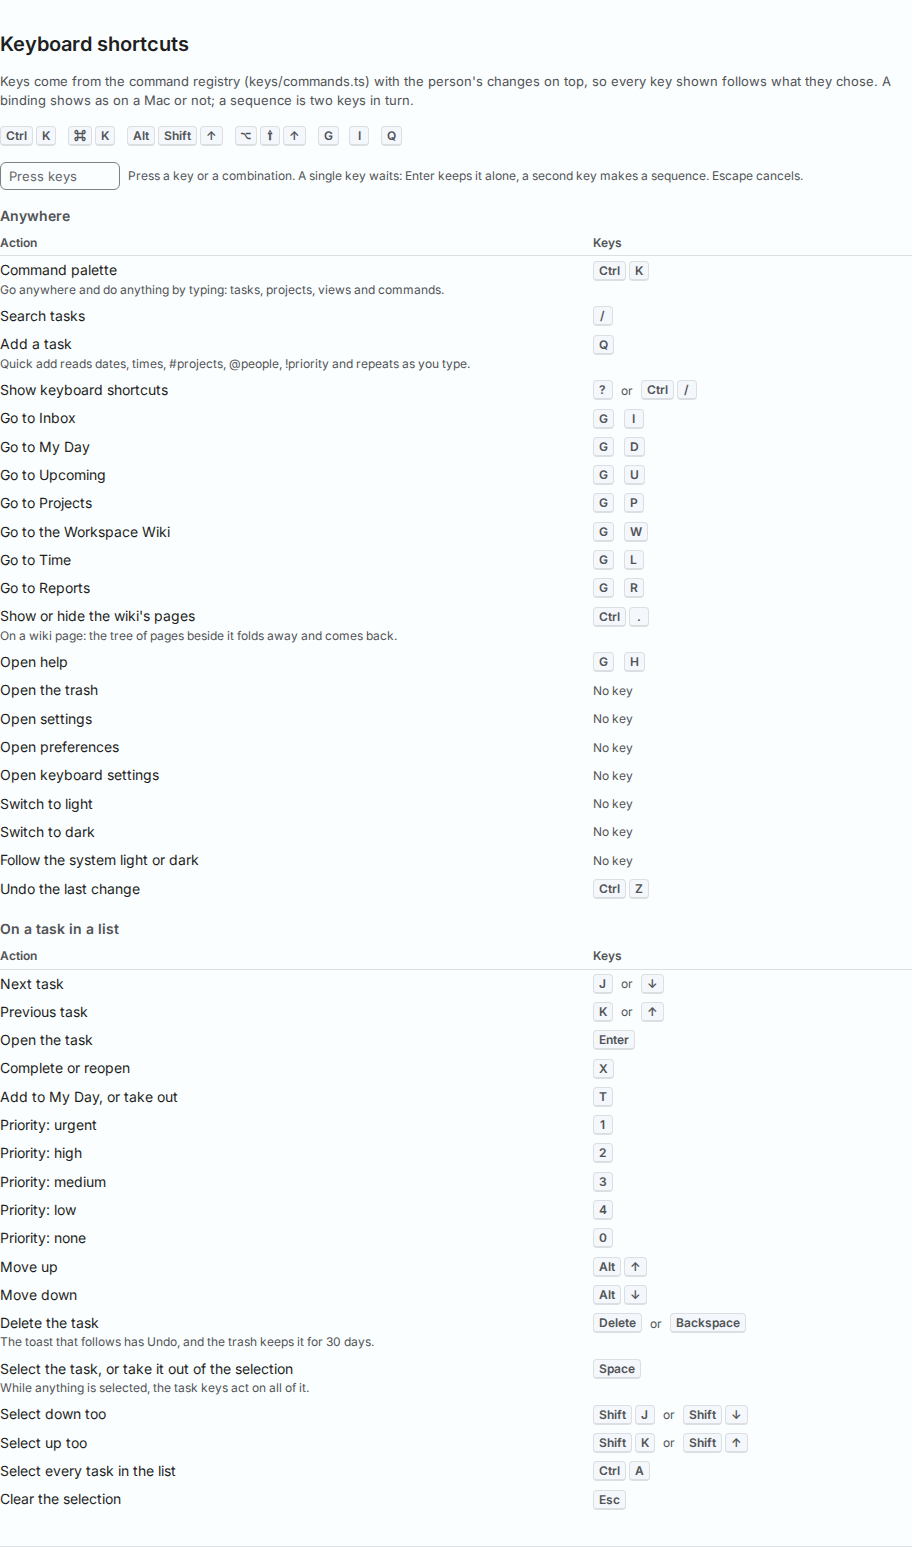 Keyboard shortcuts
Keys come from the command registry (keys/commands.ts) with the person's changes on top, so every key shown follows what they chose. A
binding shows as on a Mac or not; a sequence is two keys in turn.
Ctrl K ⌘ K Alt Shift ↑ ⌥ ⇧ ↑ G I Q
Press keys Press a key or a combination. A single key waits: Enter keeps it alone, a second key makes a sequence. Escape cancels.
Anywhere
Action Keys
Command palette Ctrl K
Go anywhere and do anything by typing: tasks, projects, views and commands.
Search tasks /
Add a task Q
Quick add reads dates, times, #projects, @people, !priority and repeats as you type.
Show keyboard shortcuts ? or Ctrl /
Go to Inbox G I
Go to My Day G D
Go to Upcoming G U
Go to Projects G P
Go to the Workspace Wiki G W
Go to Time G L
Go to Reports G R
Show or hide the wiki's pages Ctrl .
On a wiki page: the tree of pages beside it folds away and comes back.
Open help G H
Open the trash No key
Open settings No key
Open preferences No key
Open keyboard settings No key
Switch to light No key
Switch to dark No key
Follow the system light or dark No key
Undo the last change Ctrl Z
On a task in a list
Action Keys
Next task J or ↓
Previous task K or ↑
Open the task Enter
Complete or reopen X
Add to My Day, or take out T
Priority: urgent 1
Priority: high 2
Priority: medium 3
Priority: low 4
Priority: none 0
Move up Alt ↑
Move down Alt ↓
Delete the task Delete or Backspace
The toast that follows has Undo, and the trash keeps it for 30 days.
Select the task, or take it out of the selection Space
While anything is selected, the task keys act on all of it.
Select down too Shift J or Shift ↓
Select up too Shift K or Shift ↑
Select every task in the list Ctrl A
Clear the selection Esc